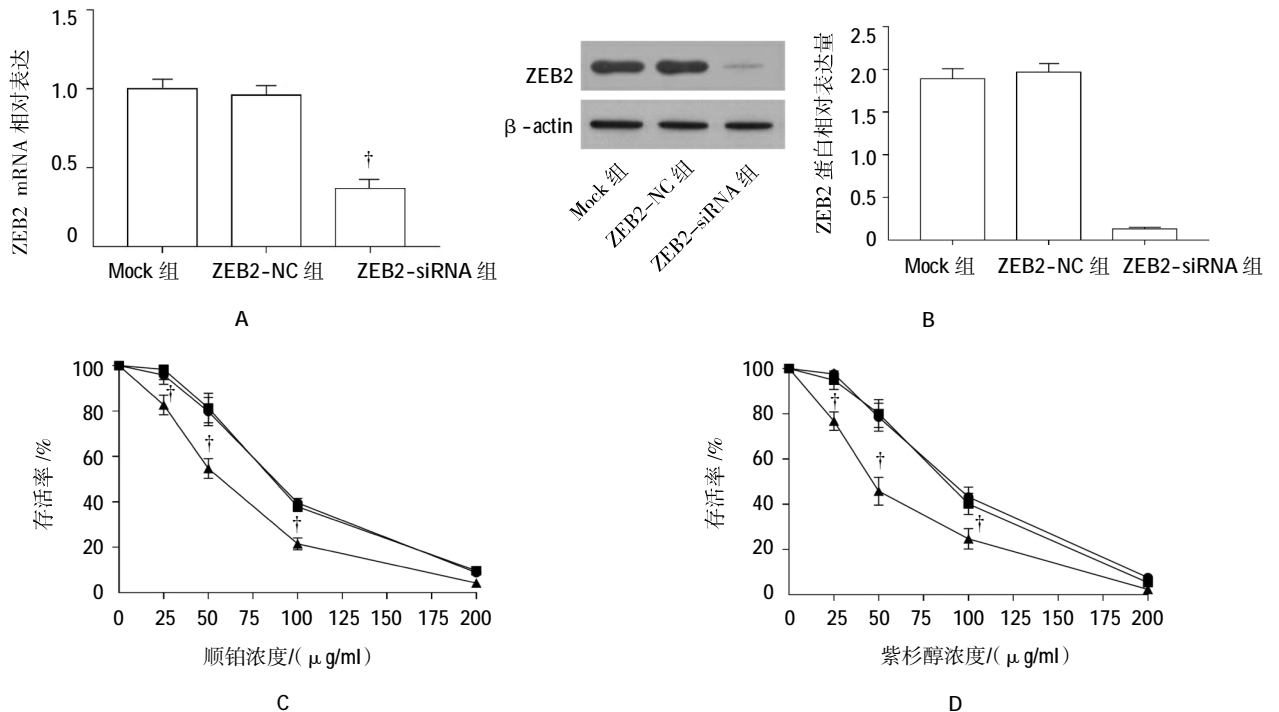 ZEB2 mRNA 相对表达
1.5
1.0
0.5
0
†
Mock 组
ZEB2-NC 组
ZEB2-siRNA 组
A
ZEB2
β-actin
Mock 组
ZEB2-NC 组
ZEB2-siRNA 组
ZEB2 蛋白相对表达量
2.5
2.0
1.5
1.0
0.5
0
Mock 组
ZEB2-NC 组
ZEB2-siRNA 组
B
存活率/%
100
80
60
40
20
0
†
†
†
0 25 50 75 100 125 150 175 200
顺铂浓度/(μg/ml)
C
存活率/%
100
80
60
40
20
0
†
†
†
0 25 50 75 100 125 150 175 200
紫杉醇浓度/(μg/ml)
D